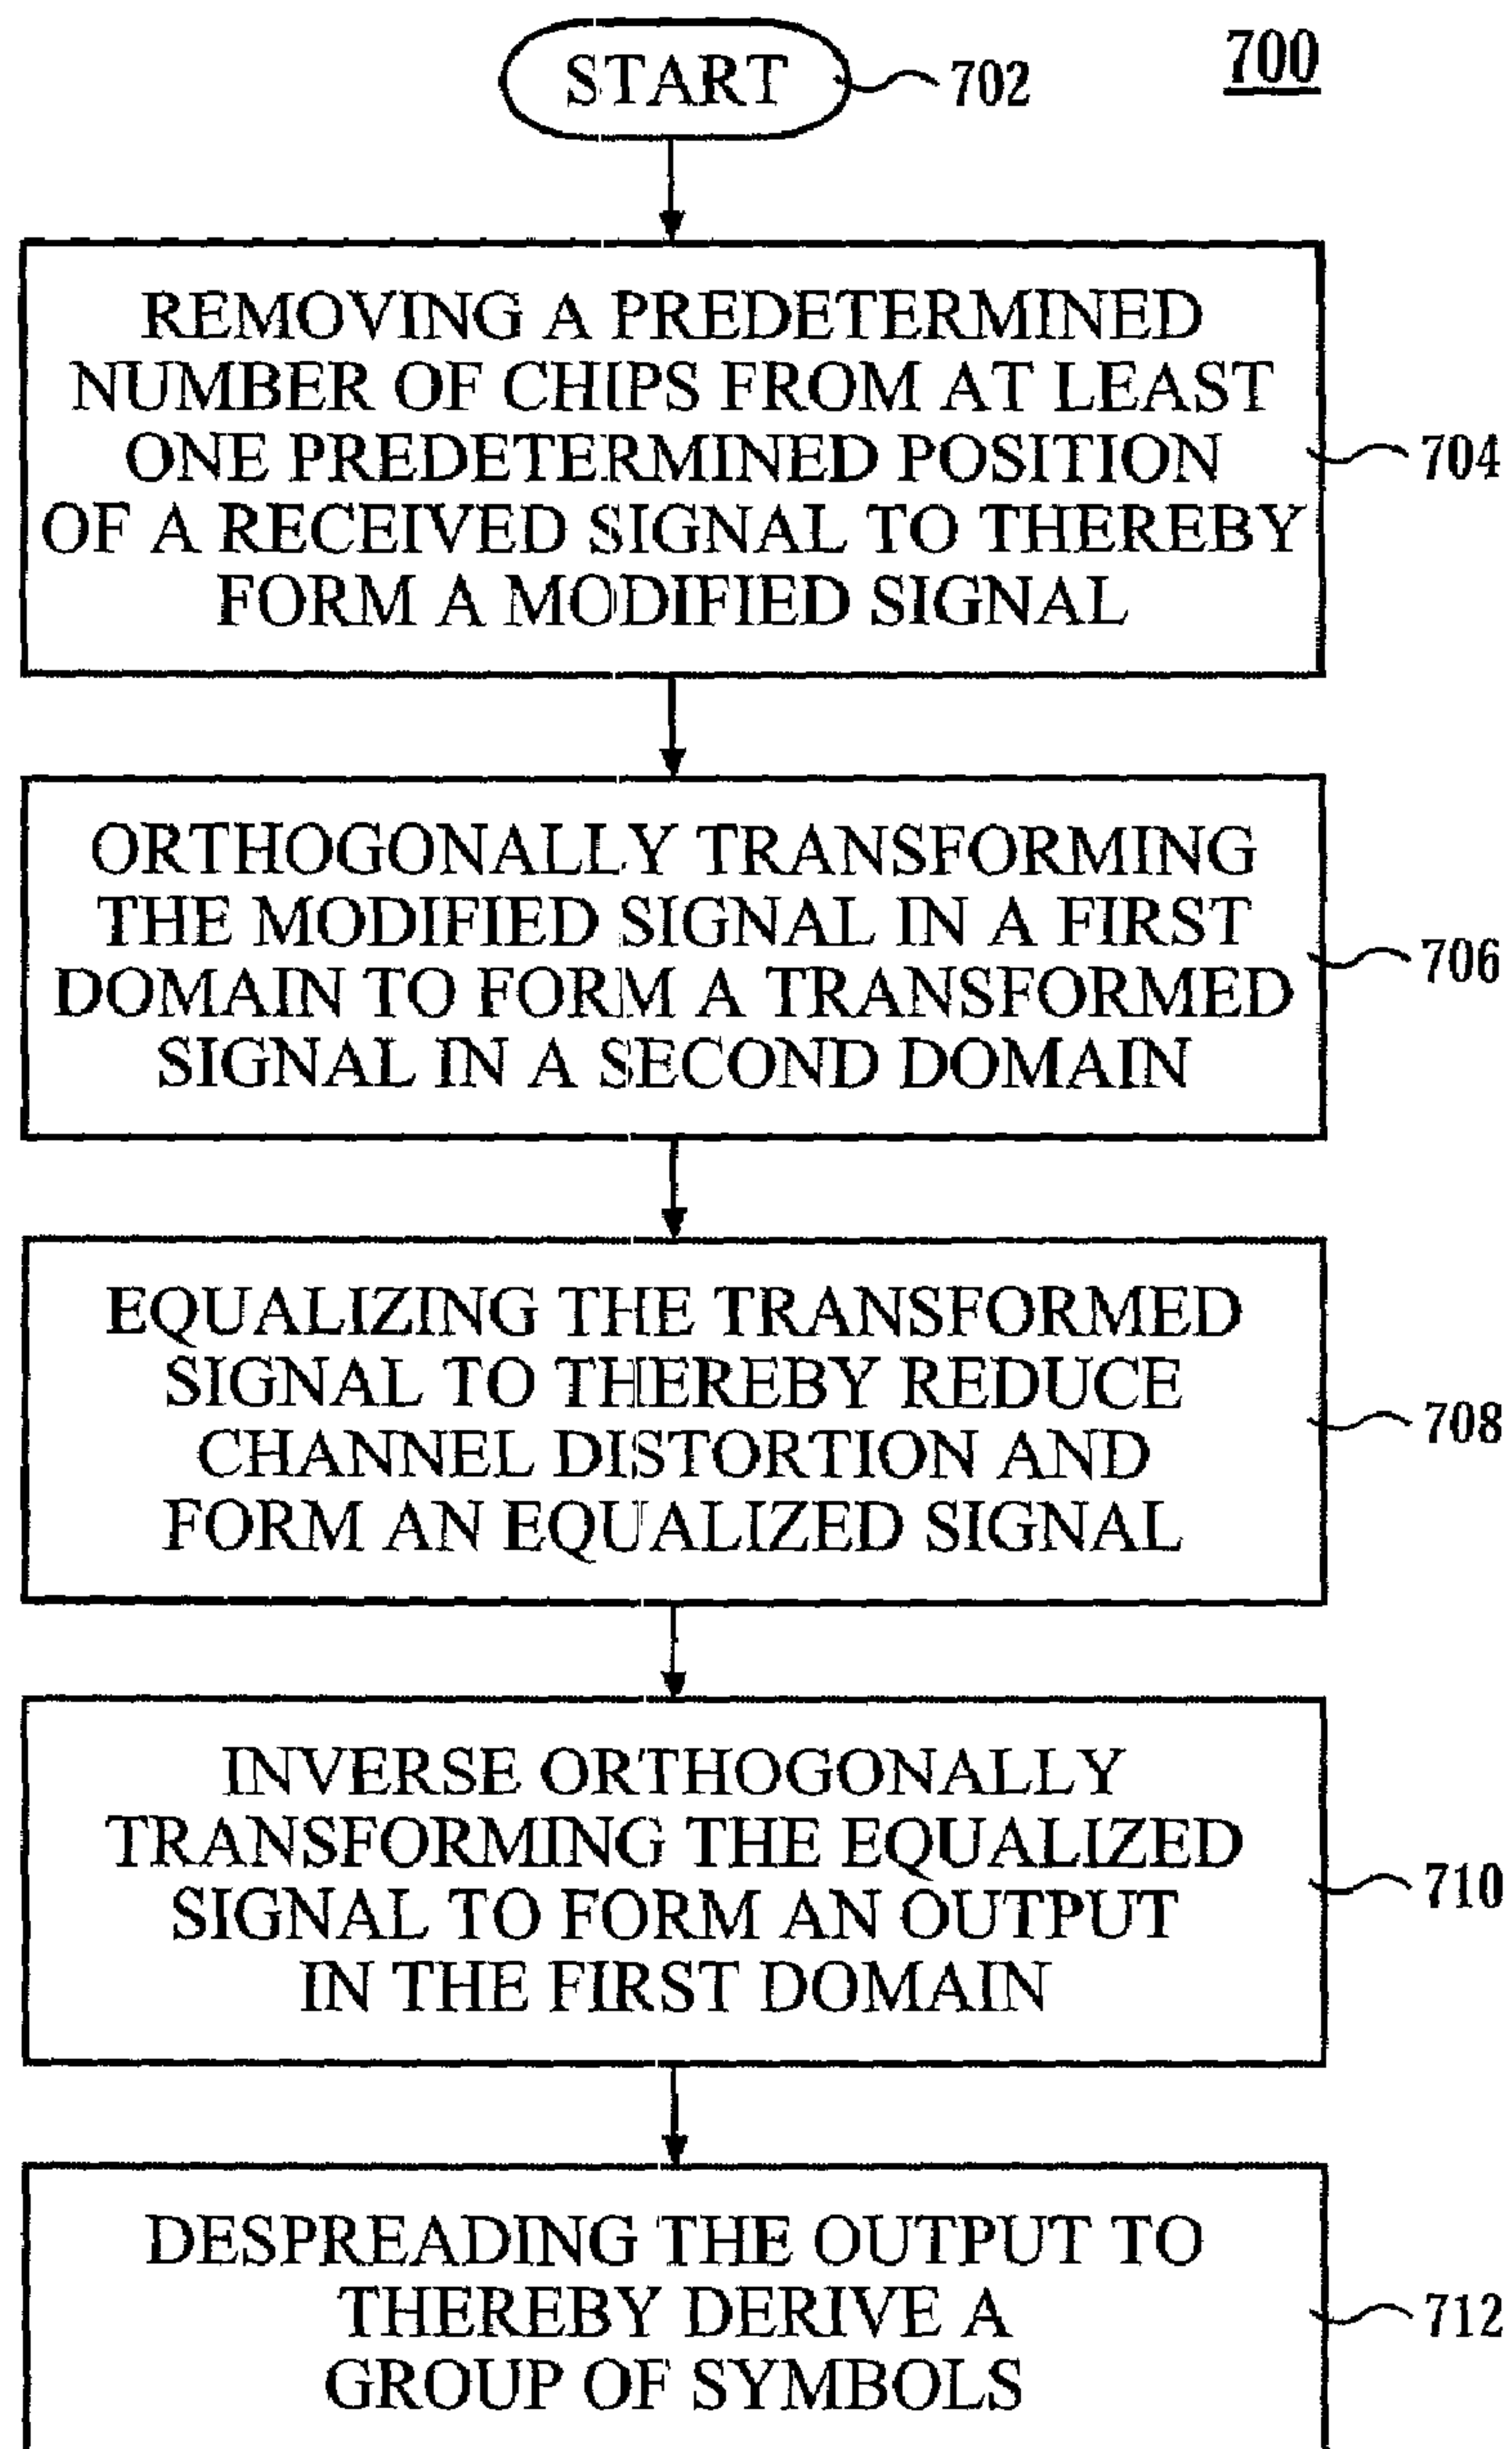 START
702
700
REMOVING A PREDETERMINED
NUMBER OF CHIPS FROM AT LEAST
ONE PREDETERMINED POSITION
OF A RECEIVED SIGNAL TO THEREBY
FORM A MODIFIED SIGNAL
704
ORTHOGONALLY TRANSFORMING
THE MODIFIED SIGNAL IN A FIRST
DOMAIN TO FORM A TRANSFORMED
SIGNAL IN A SECOND DOMAIN
706
EQUALIZING THE TRANSFORMED
SIGNAL TO THEREBY REDUCE
CHANNEL DISTORTION AND
FORM AN EQUALIZED SIGNAL
708
INVERSE ORTHOGONALLY
TRANSFORMING THE EQUALIZED
SIGNAL TO FORM AN OUTPUT
IN THE FIRST DOMAIN
710
DESPREADING THE OUTPUT TO
THEREBY DERIVE A
GROUP OF SYMBOLS
712